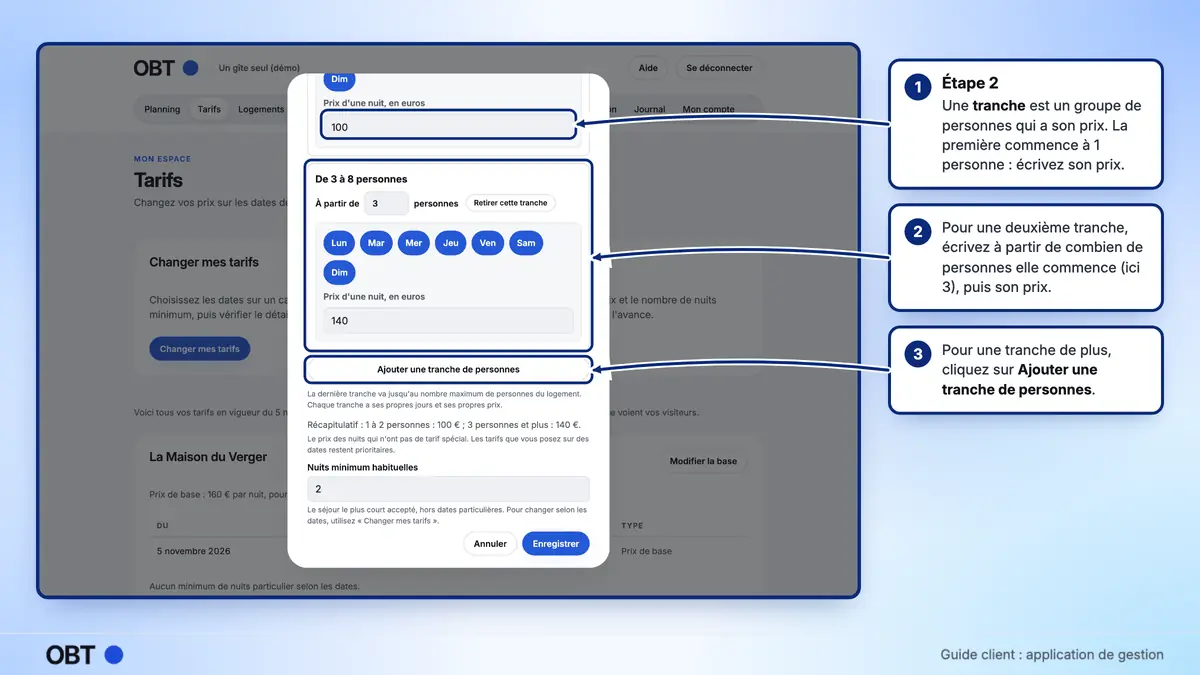 OBT
Un gîte seul (démo)
Aide
Se déconnecter
Planning
Tarifs
Logements
Journal
Mon compte
MON ESPACE
Tarifs
Changez vos prix sur les dates
Changer mes tarifs
Choisissez les dates sur un
x et le nombre de nuits
minimum, puis vérifier le
l'avance.
Changer mes tarifs
Voici tous vos tarifs en vigueur du 5
e voient vos visiteurs.
La Maison du Verger
Modifier la base
Prix de base : 160 € par nuit,
DU
TYPE
5 novembre 2026
Prix de base
Aucun minimum de nuits particulier selon les dates.
Dim
Prix d'une nuit, en euros
100
De 3 à 8 personnes
À partir de 3 personnes
Retirer cette tranche
Lun
Mar
Mer
Jeu
Ven
Sam
Dim
Prix d'une nuit, en euros
140
Ajouter une tranche de personnes
La dernière tranche va jusqu'au nombre maximum de personnes du logement.
Chaque tranche a ses propres jours et ses propres prix.
Récapitulatif : 1 à 2 personnes : 100 € ; 3 personnes et plus : 140 €.
Le prix des nuits qui n'ont pas de tarif spécial. Les tarifs que vous posez sur des
dates restent prioritaires.
Nuits minimum habituelles
2
Le séjour le plus court accepté, hors dates particulières. Pour changer selon les
dates, utilisez « Changer mes tarifs ».
Annuler
Enregistrer
1
Étape 2
Une tranche est un groupe de
personnes qui a son prix. La
première commence à 1
personne : écrivez son prix.
2
Pour une deuxième tranche,
écrivez à partir de combien de
personnes elle commence (ici
3), puis son prix.
3
Pour une tranche de plus,
cliquez sur Ajouter une
tranche de personnes.
OBT
Guide client : application de gestion